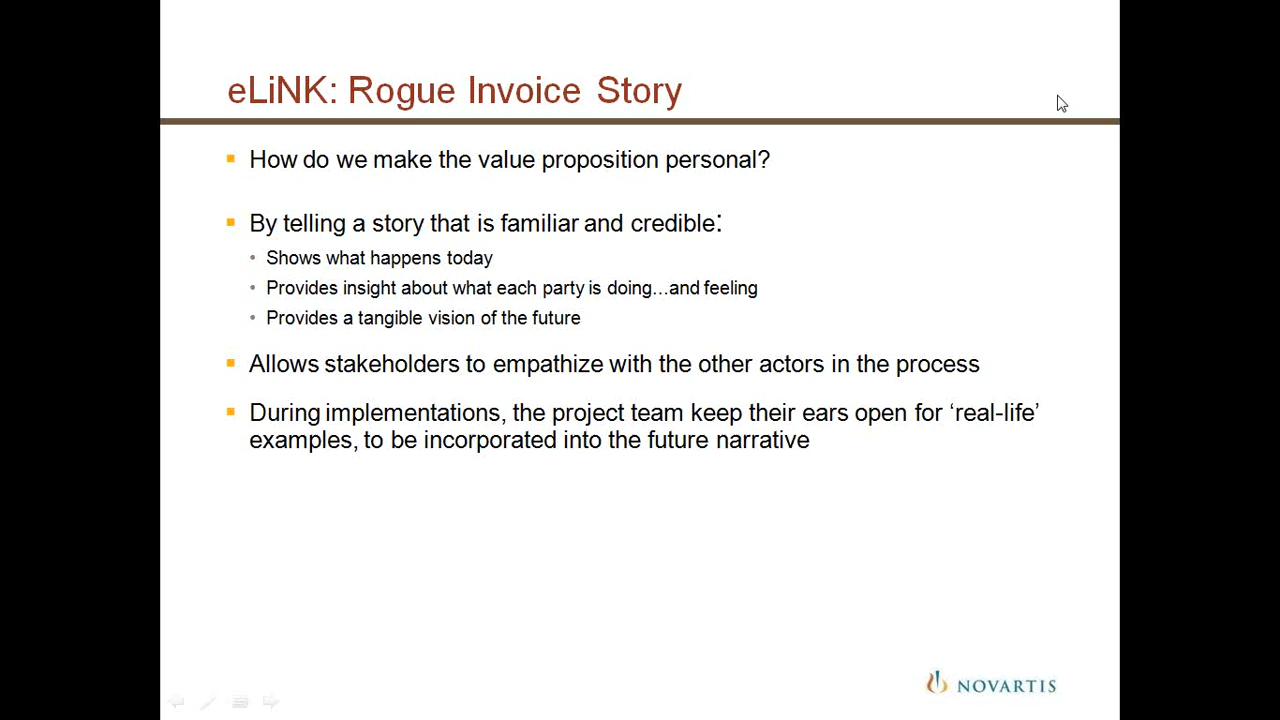 eLiNK: Rogue Invoice Story
How do we make the value proposition personal?
By telling a story that is familiar and credible:
Shows what happens today
Provides insight about what each party is doing...and feeling
Provides a tangible vision of the future
Allows stakeholders to empathize with the other actors in the process
During implementations, the project team keep their ears open for ‘real-life’
examples, to be incorporated into the future narrative
NOVARTIS